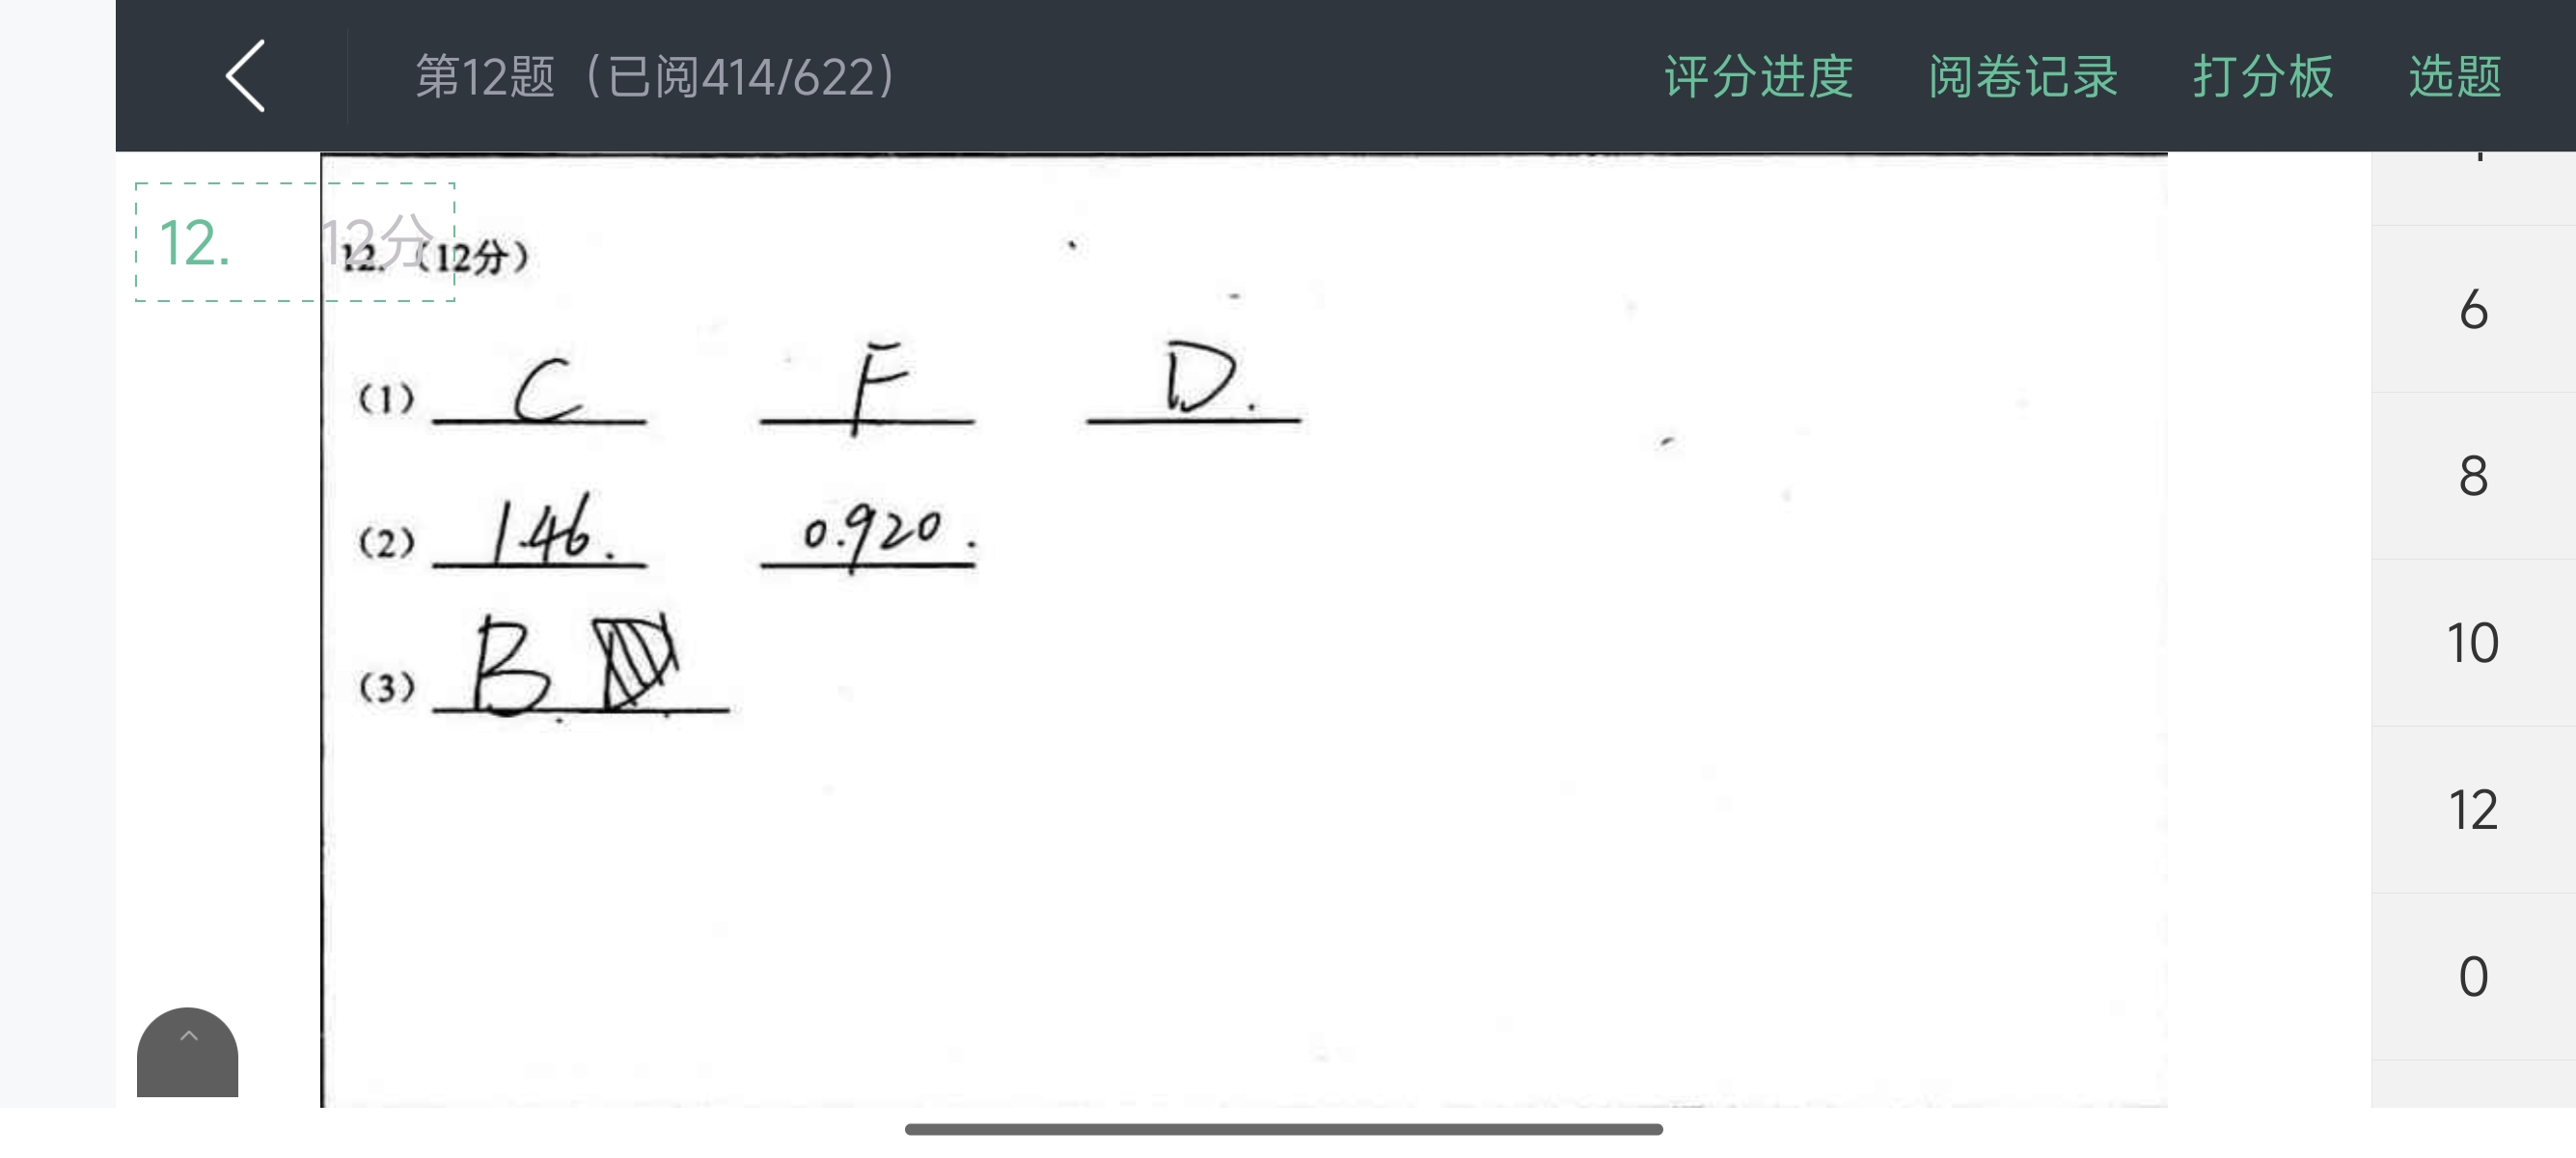 第12题（已阅414/622） 评分进度 阅卷记录 打分板 选题
12. 12分
12.（12分）
（1） C F D.
（2） 1.46. 0.920.
（3） B.
6
8
10
12
0